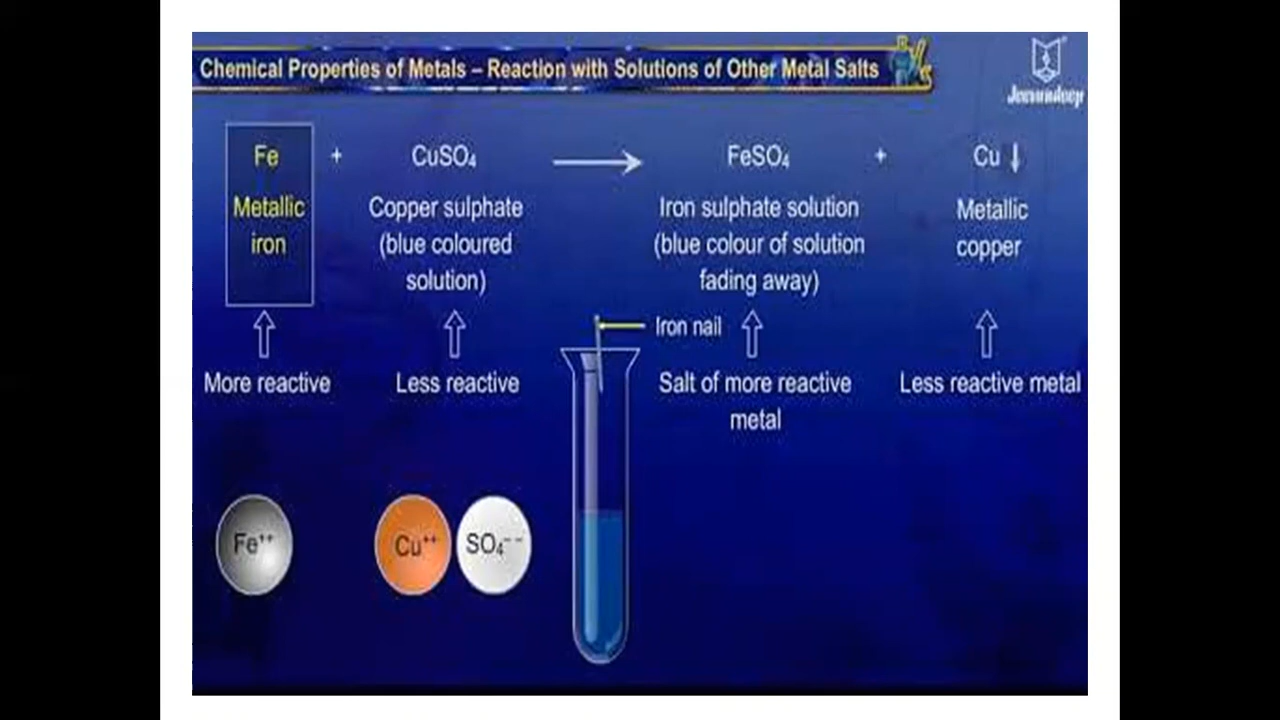 Chemical Properties of Metals – Reaction with Solutions of Other Metal Salts
Jeevandeep
Fe + CuSO₄ → FeSO₄ + Cu ↓
Metallic
iron
Copper sulphate
(blue coloured
solution)
Iron sulphate solution
(blue colour of solution
fading away)
Metallic
copper
Iron nail
More reactive
Less reactive
Salt of more reactive
metal
Less reactive metal
Fe⁺⁺
Cu⁺⁺
SO₄⁻⁻